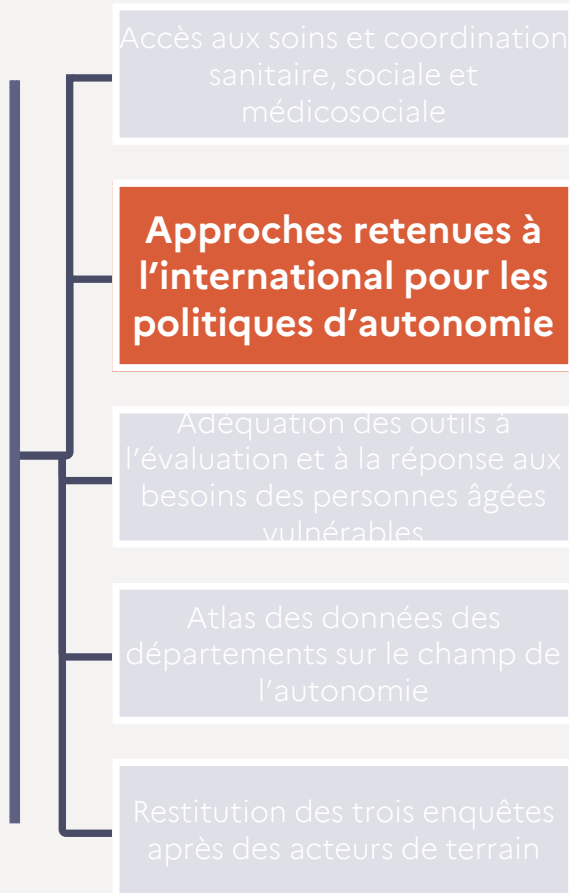 Accès aux soins et coordination
sanitaire, sociale et
médicosociale
Approches retenues à
l’international pour les
politiques d’autonomie
Adéquation des outils à
l’évaluation et à la réponse aux
besoins des personnes âgées
vulnérables
Atlas des données des
départements sur le champ de
l’autonomie
Restitution des trois enquêtes
après des acteurs de terrain